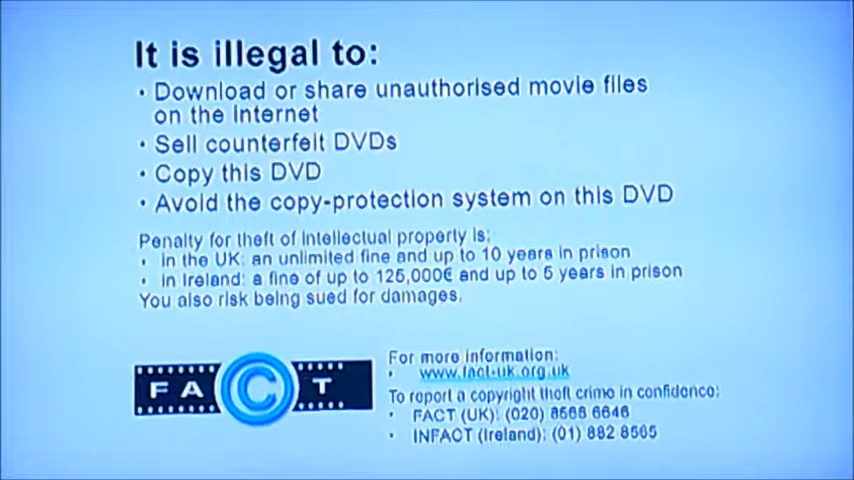 It is illegal to:
• Download or share unauthorised movie files
on the Internet
• Sell counterfeit DVDs
• Copy this DVD
• Avoid the copy-protection system on this DVD
Penalty for theft of intellectual property is:
• in the UK: an unlimited fine and up to 10 years in prison
• in Ireland: a fine of up to 125,000€ and up to 5 years in prison
You also risk being sued for damages.
FACT
For more information:
• www.fact-uk.org.uk
To report a copyright theft crime in confidence:
• FACT (UK): (020) 8568 6646
• INFACT (Ireland): (01) 882 8565